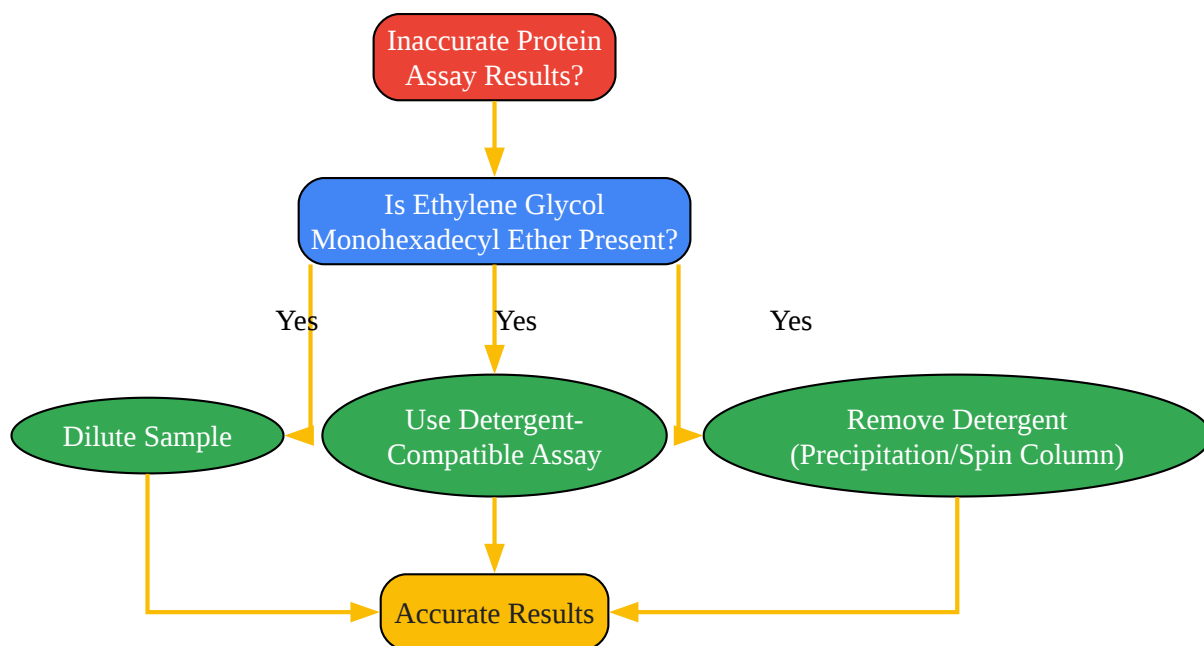 Inaccurate Protein
Assay Results?
Is Ethylene Glycol
Monohexadecyl Ether Present?
Yes
Yes
Yes
Dilute Sample
Use Detergent-
Compatible Assay
Remove Detergent
(Precipitation/Spin Column)
Accurate Results